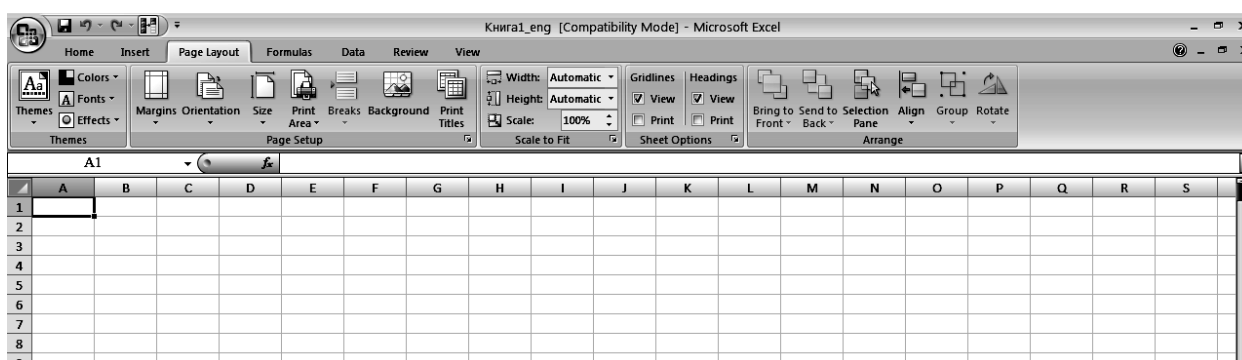 Книга1_eng [Compatibility Mode] - Microsoft Excel
Home Insert Page Layout Formulas Data Review View
Aa Colors Width: Automatic Gridlines Headings
A Fonts Height: Automatic View View
Themes Margins Orientation Size Print Area Breaks Background Print Titles Bring to Front Send to Back Selection Pane Align Group Rotate
Effects Scale: 100% Print Print
Themes Page Setup Scale to Fit Sheet Options Arrange
A1 fx
A B C D E F G H I J K L M N O P Q R S
1
2
3
4
5
6
7
8